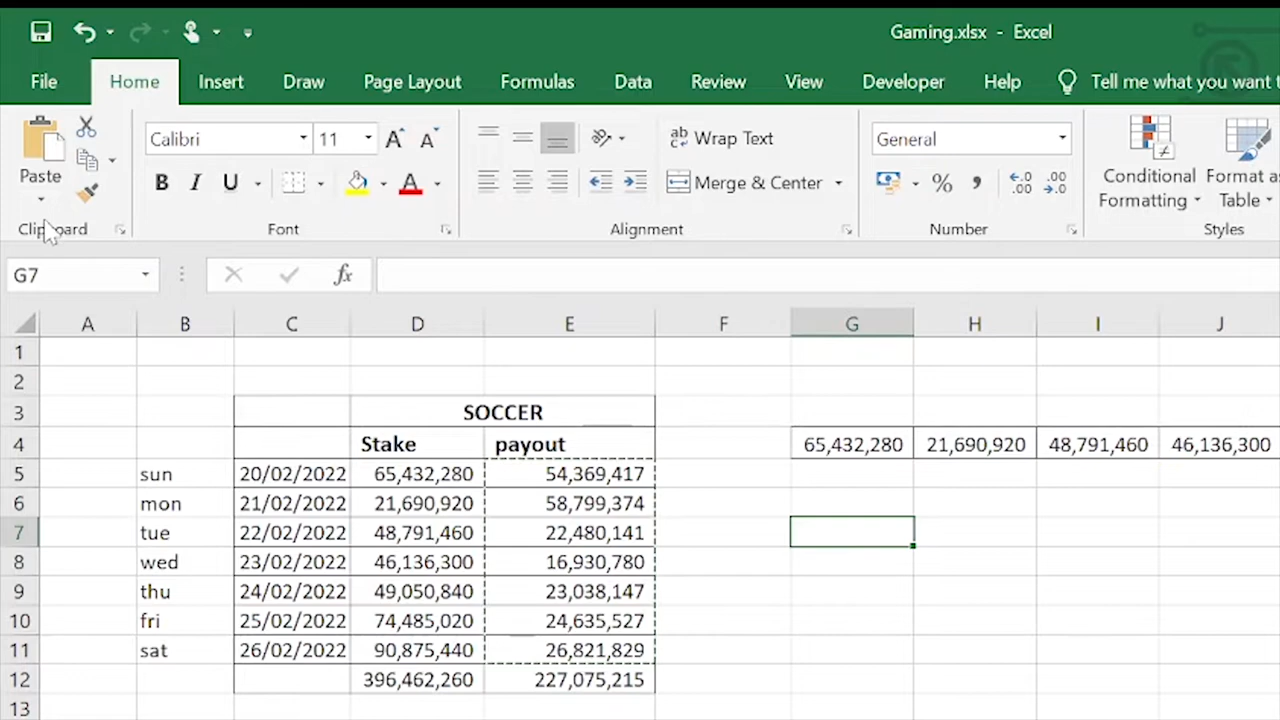 Gaming.xlsx - Excel
File Home Insert Draw Page Layout Formulas Data Review View Developer Help Tell me what you want t
Calibri 11 Wrap Text General
Paste Conditional Format as
B I U Merge & Center % , Formatting Table
Clipboard Font Alignment Number Styles
G7 fx
A B C D E F G H I J
1
2
3 SOCCER
4 Stake payout 65,432,280 21,690,920 48,791,460 46,136,300
5 sun 20/02/2022 65,432,280 54,369,417
6 mon 21/02/2022 21,690,920 58,799,374
7 tue 22/02/2022 48,791,460 22,480,141
8 wed 23/02/2022 46,136,300 16,930,780
9 thu 24/02/2022 49,050,840 23,038,147
10 fri 25/02/2022 74,485,020 24,635,527
11 sat 26/02/2022 90,875,440 26,821,829
12 396,462,260 227,075,215
13